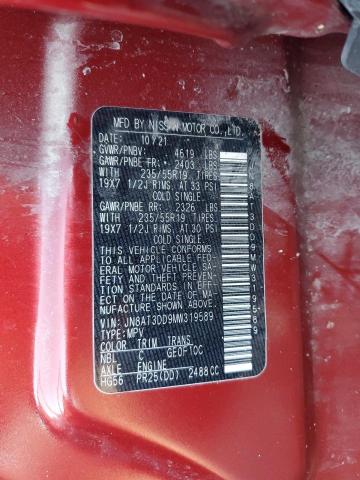 MFD BY NISSAN MOTOR CO.,LTD.
DATE: 10/21
GVWR/PNBV: 4619 LBS
GAWR/PNBE FR: 2403 LBS
WITH 235/55R19 TIRES
19X7 1/2J RIMS AT 33 PSI
COLD SINGLE
GAWR/PNBE RR: 2326 LBS
WITH 235/55R19 TIRES
19X7 1/2J RIMS AT 30 PSI
COLD SINGLE
THIS VEHICLE CONFORMS
TO ALL APPLICABLE FED-
ERAL MOTOR VEHICLE SA-
FETY AND THEFT PREVEN-
TION STANDARDS IN EFF-
ECT ON THE DATE OF MA-
NUFACTURE SHOWN ABOVE.
VIN: JN8AT3DD9MW319589
TYPE: MPV
COLOR TRIM TRANS
NBL C GE0F10C
AXLE ENGINE
HG56 PR25(DD) 2488CC